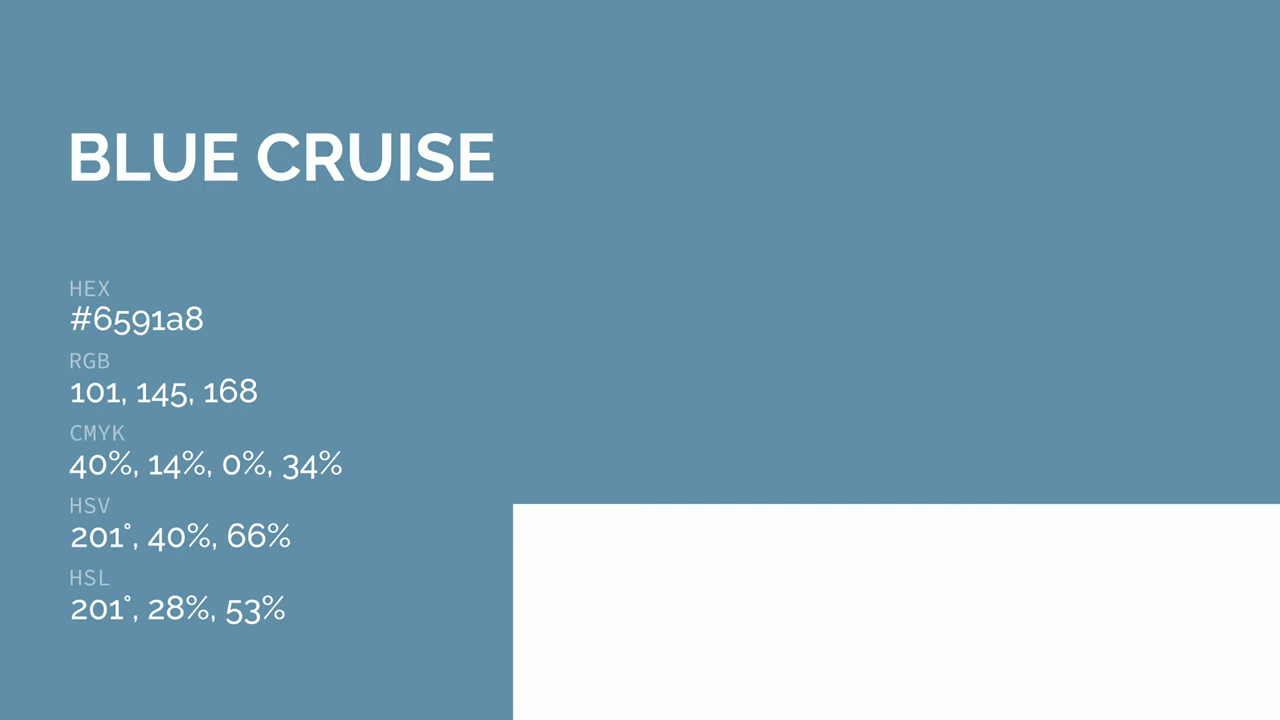 BLUE CRUISE
HEX
#6591a8
RGB
101, 145, 168
CMYK
40%, 14%, 0%, 34%
HSV
201°, 40%, 66%
HSL
201°, 28%, 53%